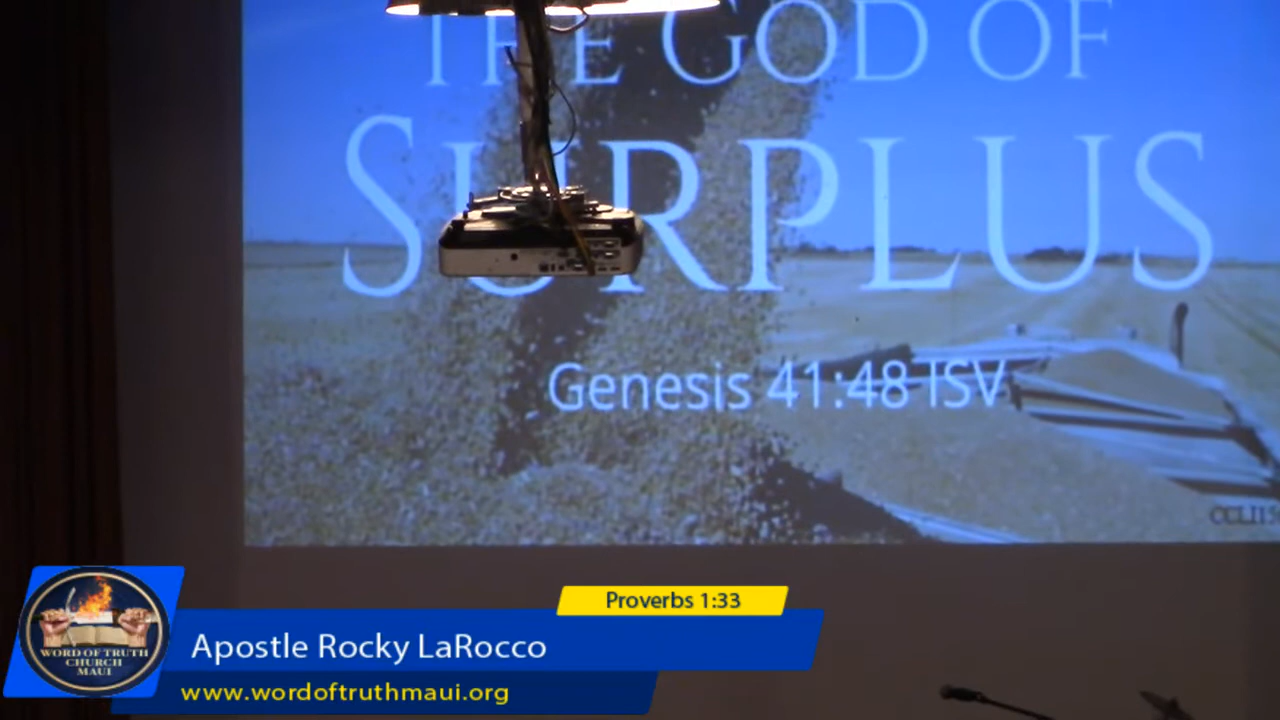 THE GOD OF
SURPLUS
Genesis 41:48 ISV
Proverbs 1:33
Apostle Rocky LaRocco
www.wordoftruthmaui.org
WORD OF TRUTH
CHURCH
MAUI